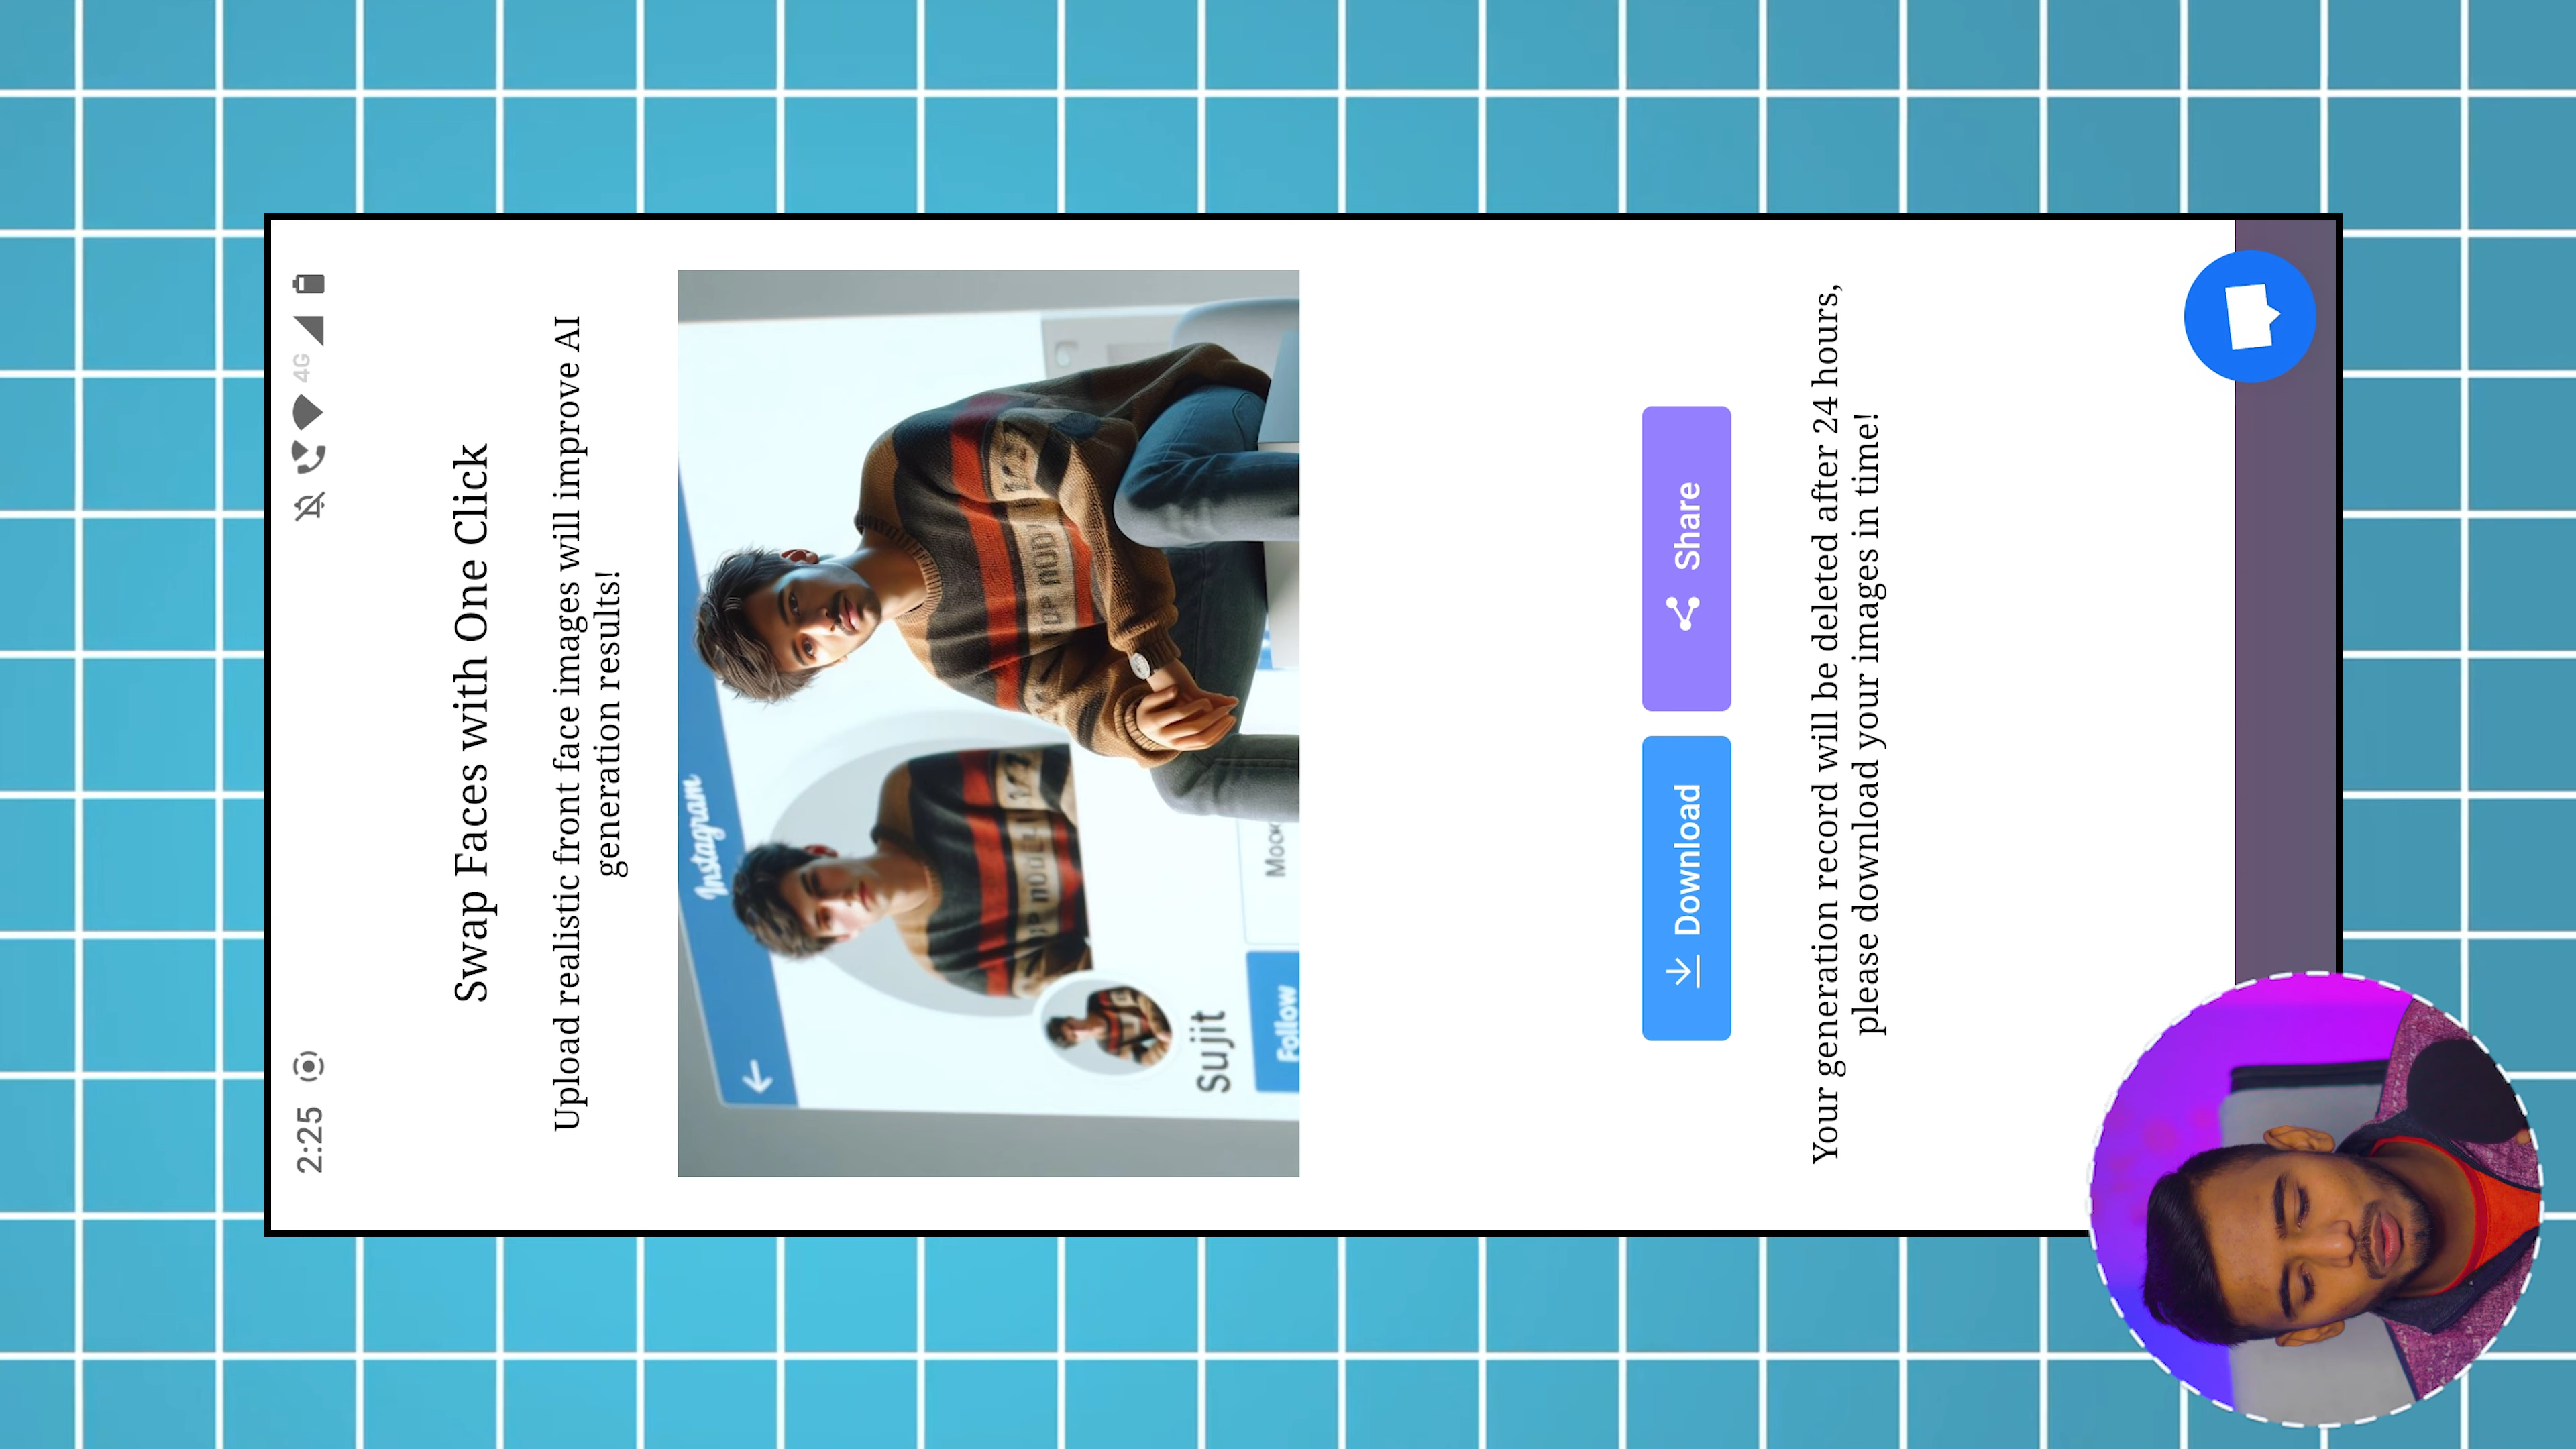 2:25
4G
Swap Faces with One Click
Upload realistic front face images will improve AI
generation results!
Instagram
Sujit
Follow
Download
Share
Your generation record will be deleted after 24 hours,
please download your images in time!